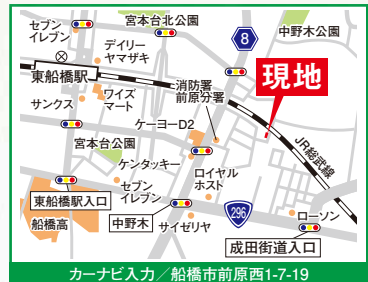 セブン
イレブン
宮本台北公園
8
中野木公園
デイリー
ヤマザキ
東船橋駅
現地
消防署
前原分署
サンクス
ワイズ
マート
ケーヨーD2
宮本台公園
ケンタッキー
JR総武線
セブン
イレブン
ロイヤル
ホスト
東船橋駅入口
船橋高
中野木
サイゼリヤ
296
ローソン
成田街道入口
カーナビ入力／船橋市前原西1-7-19